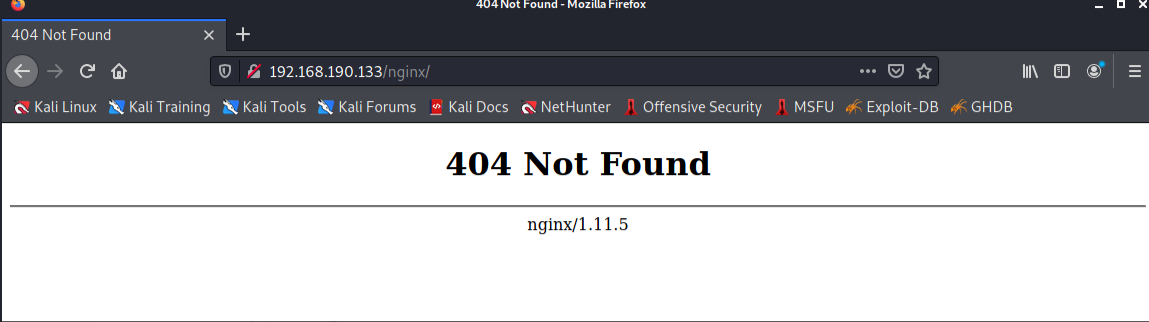 404 Not Found - Mozilla Firefox
404 Not Found
192.168.190.133/nginx/
Kali Linux Kali Training Kali Tools Kali Forums Kali Docs NetHunter Offensive Security MSFU Exploit-DB GHDB
404 Not Found
nginx/1.11.5